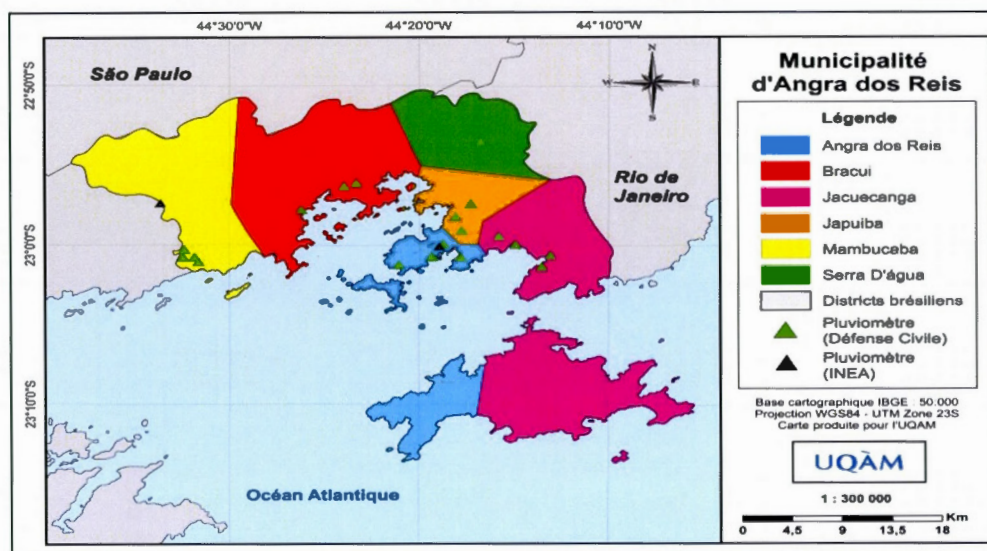 44°30'0"W
44°20'0"W
44°10'0"W
22°50'0"S
23°0'0"S
23°10'0"S
São Paulo
Rio de
Janeiro
Océan Atlantique
N
W
E
S
Municipalité
d'Angra dos Reis
Légende
Angra dos Reis
Bracui
Jacuecanga
Japuiba
Mambucaba
Serra D'água
Districts brésiliens
Pluviomètre
(Défense Civile)
Pluviomètre
(INEA)
Base cartographique IBGE : 50:000
Projection WGS84 - UTM Zone 23S
Carte produite pour l'UQAM
UQÀM
1 : 300 000
0 4,5 9 13,5 18 Km